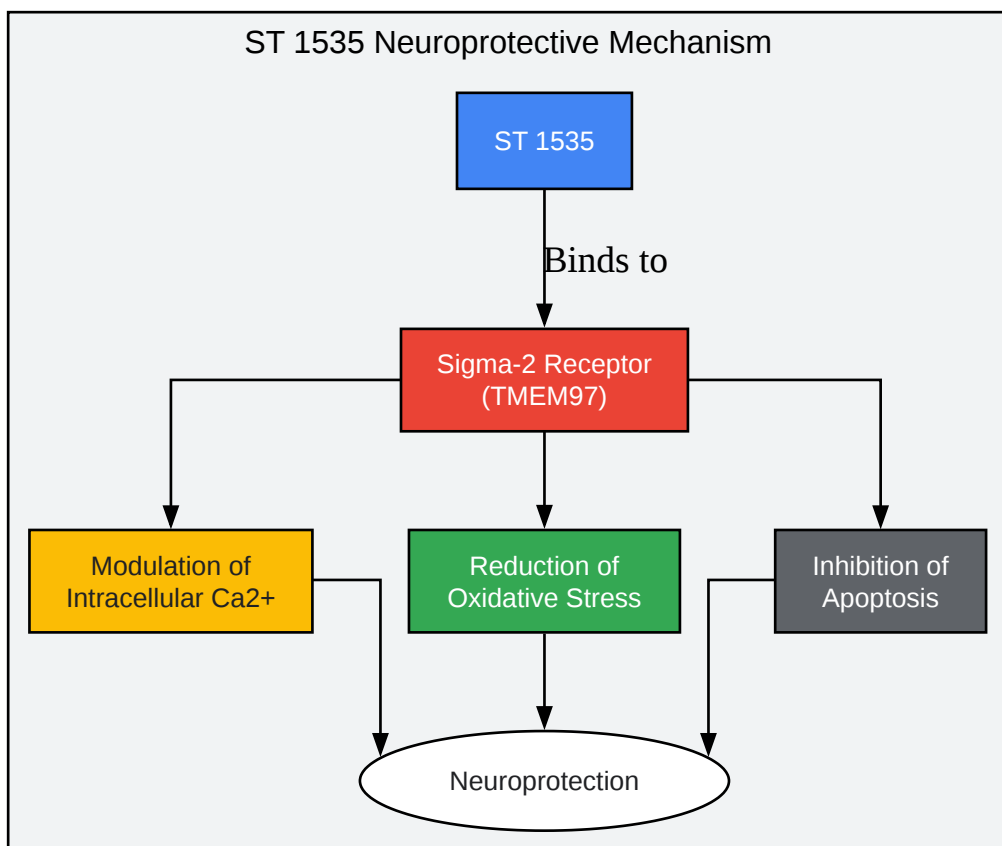 ST 1535 Neuroprotective Mechanism
ST 1535
Binds to
Sigma-2 Receptor
(TMEM97)
Modulation of
Intracellular Ca2+
Reduction of
Oxidative Stress
Inhibition of
Apoptosis
Neuroprotection